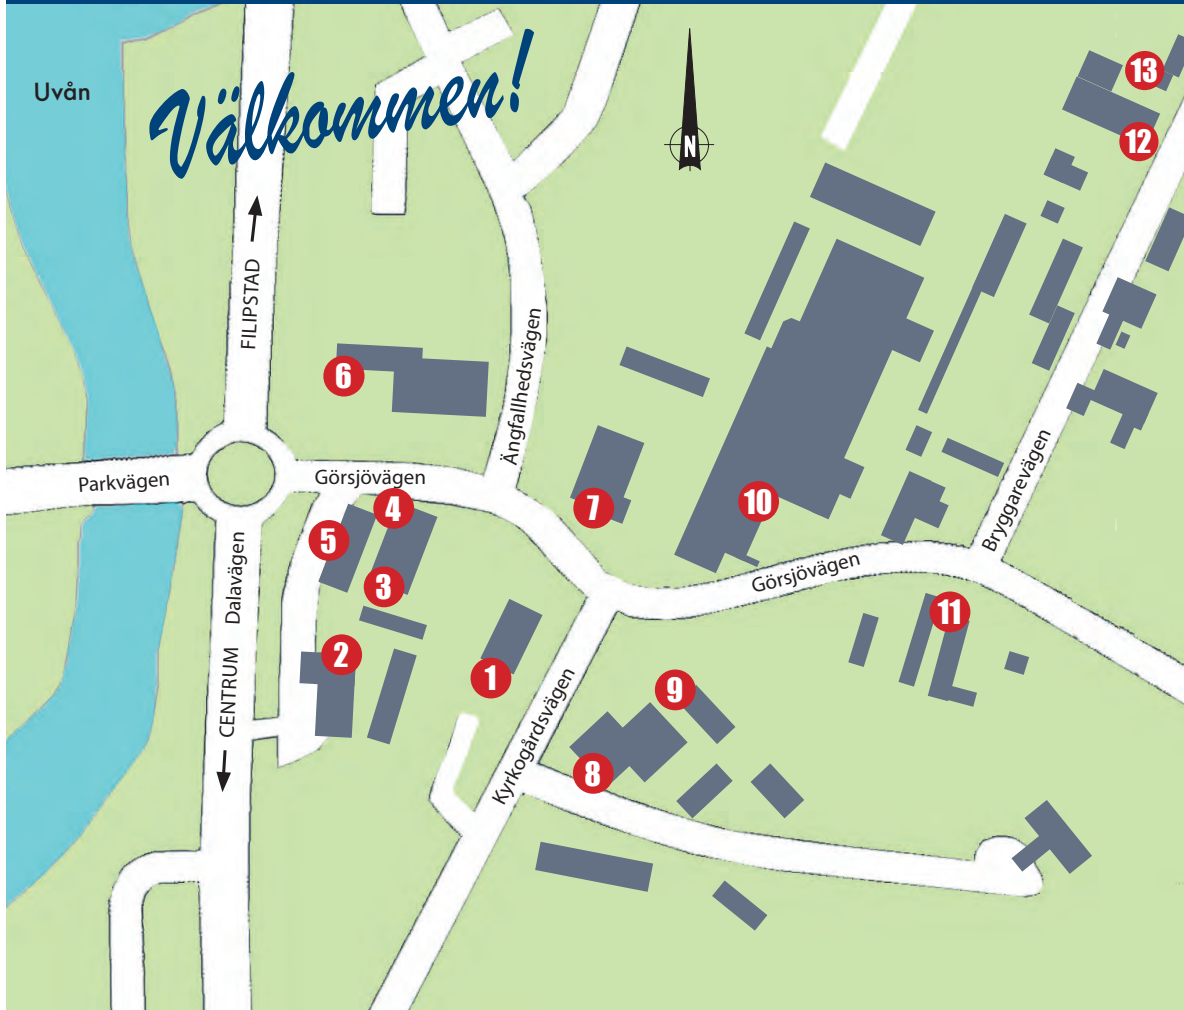 Uvån
Välkommen!
N
13
12
FILIPSTAD
Ängfallhedsvägen
6
Parkvägen
Görsjövägen
4
5
3
7
10
Bryggarevägen
Görsjövägen
Dalavägen
CENTRUM
2
1
11
9
8
Kyrkogårdsvägen